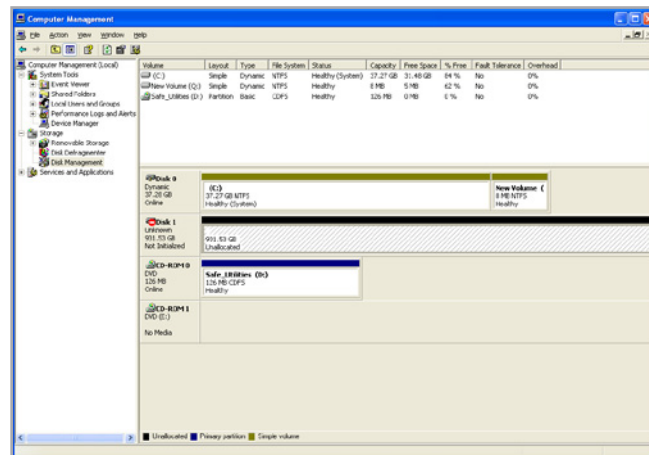 Computer Management
File Action View Window Help
Computer Management (Local)
System Tools
Event Viewer
Shared Folders
Local Users and Groups
Performance Logs and Alerts
Device Manager
Storage
Removable Storage
Disk Defragmenter
Disk Management
Services and Applications
Volume Layout Type File System Status Capacity Free Space % Free Fault Tolerance Overhead
(C:) Simple Dynamic NTFS Healthy (System) 37.27 GB 31.48 GB 84 % No 0%
New Volume (Q:) Simple Dynamic NTFS Healthy 8 MB 5 MB 62 % No 0%
Safe_Utilities (D:) Partition Basic CDFS Healthy 126 MB 0 MB 0 % No 0%
Disk 0
Dynamic
37.28 GB
Online
(C:)
37.27 GB NTFS
Healthy (System)
New Volume (
8 MB NTFS
Healthy
Disk 1
Unknown
931.53 GB
Not Initialized
931.53 GB
Unallocated
CD-ROM 0
DVD
126 MB
Online
Safe_Utilities (D:)
126 MB CDFS
Healthy
CD-ROM 1
DVD (E:)
No Media
Unallocated Primary partition Simple volume